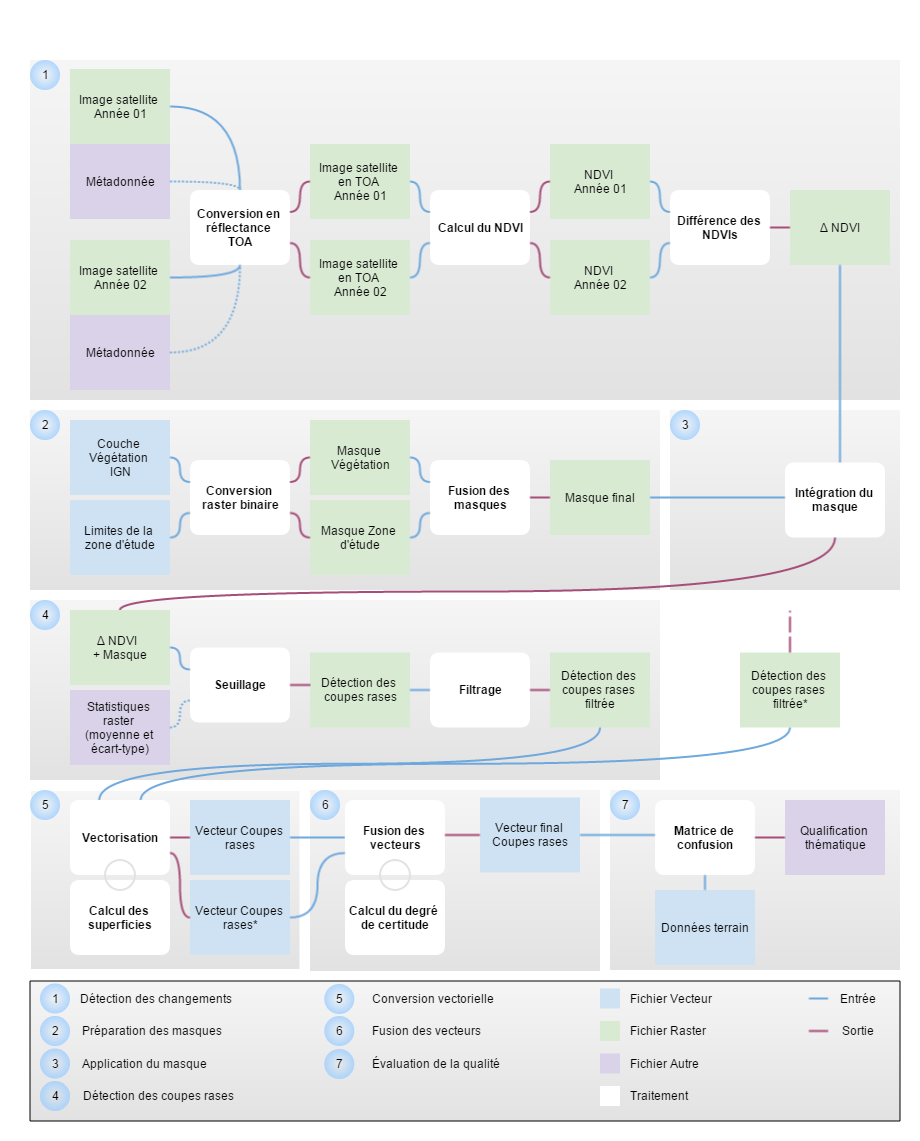 1
Image satellite
Année 01
Métadonnée
Image satellite
Année 02
Métadonnée
Conversion en
réflectance
TOA
Image satellite
en TOA
Année 01
Image satellite
en TOA
Année 02
Calcul du NDVI
NDVI
Année 01
NDVI
Année 02
Différence des
NDVIs
Δ NDVI
2
Couche
Végétation
IGN
Limites de la
zone d'étude
Conversion
raster binaire
Masque
Végétation
Masque Zone
d'étude
Fusion des
masques
Masque final
3
Intégration du
masque
4
Δ NDVI
+ Masque
Statistiques
raster
(moyenne et
écart-type)
Seuillage
Détection des
coupes rases
Filtrage
Détection des
coupes rases
filtrée
Détection des
coupes rases
filtrée*
5
Vectorisation
Calcul des
superficies
Vecteur Coupes
rases
Vecteur Coupes
rases*
6
Fusion des
vecteurs
Calcul du degré
de certitude
Vecteur final
Coupes rases
7
Matrice de
confusion
Données terrain
Qualification
thématique
1 Détection des changements
2 Préparation des masques
3 Application du masque
4 Détection des coupes rases
5 Conversion vectorielle
6 Fusion des vecteurs
7 Évaluation de la qualité
Fichier Vecteur
Fichier Raster
Fichier Autre
Traitement
Entrée
Sortie